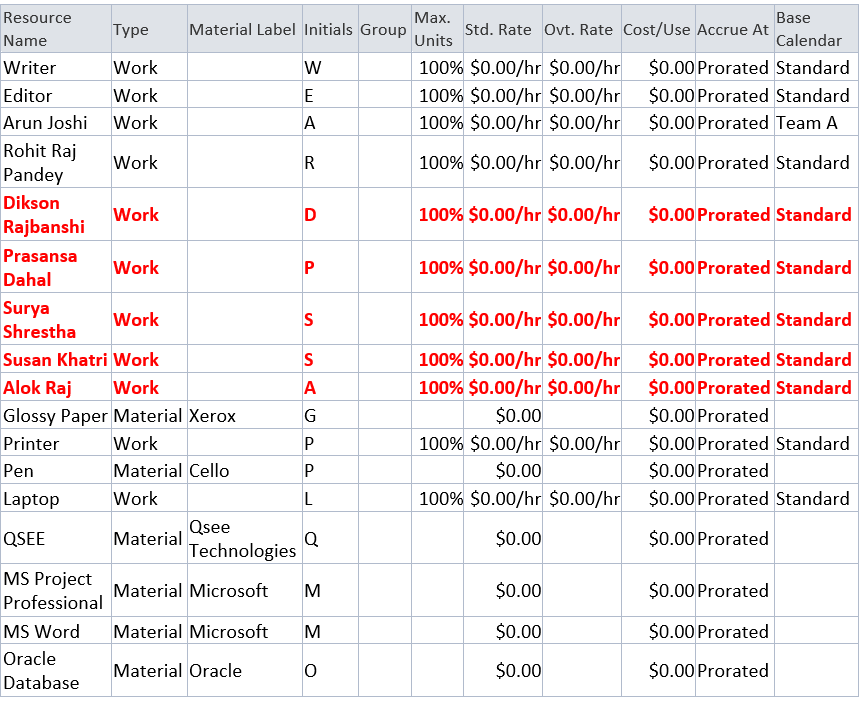 Resource Name Type Material Label Initials Group Max. Units Std. Rate Ovt. Rate Cost/Use Accrue At Base Calendar
Writer Work W 100% $0.00/hr $0.00/hr $0.00 Prorated Standard
Editor Work E 100% $0.00/hr $0.00/hr $0.00 Prorated Standard
Arun Joshi Work A 100% $0.00/hr $0.00/hr $0.00 Prorated Team A
Rohit Raj Pandey Work R 100% $0.00/hr $0.00/hr $0.00 Prorated Standard
Dikson Rajbanshi Work D 100% $0.00/hr $0.00/hr $0.00 Prorated Standard
Prasansa Dahal Work P 100% $0.00/hr $0.00/hr $0.00 Prorated Standard
Surya Shrestha Work S 100% $0.00/hr $0.00/hr $0.00 Prorated Standard
Susan Khatri Work S 100% $0.00/hr $0.00/hr $0.00 Prorated Standard
Alok Raj Work A 100% $0.00/hr $0.00/hr $0.00 Prorated Standard
Glossy Paper Material Xerox G $0.00 $0.00 Prorated
Printer Work P 100% $0.00/hr $0.00/hr $0.00 Prorated Standard
Pen Material Cello P $0.00 $0.00 Prorated
Laptop Work L 100% $0.00/hr $0.00/hr $0.00 Prorated Standard
QSEE Material Qsee Technologies Q $0.00 $0.00 Prorated
MS Project Professional Material Microsoft M $0.00 $0.00 Prorated
MS Word Material Microsoft M $0.00 $0.00 Prorated
Oracle Database Material Oracle O $0.00 $0.00 Prorated